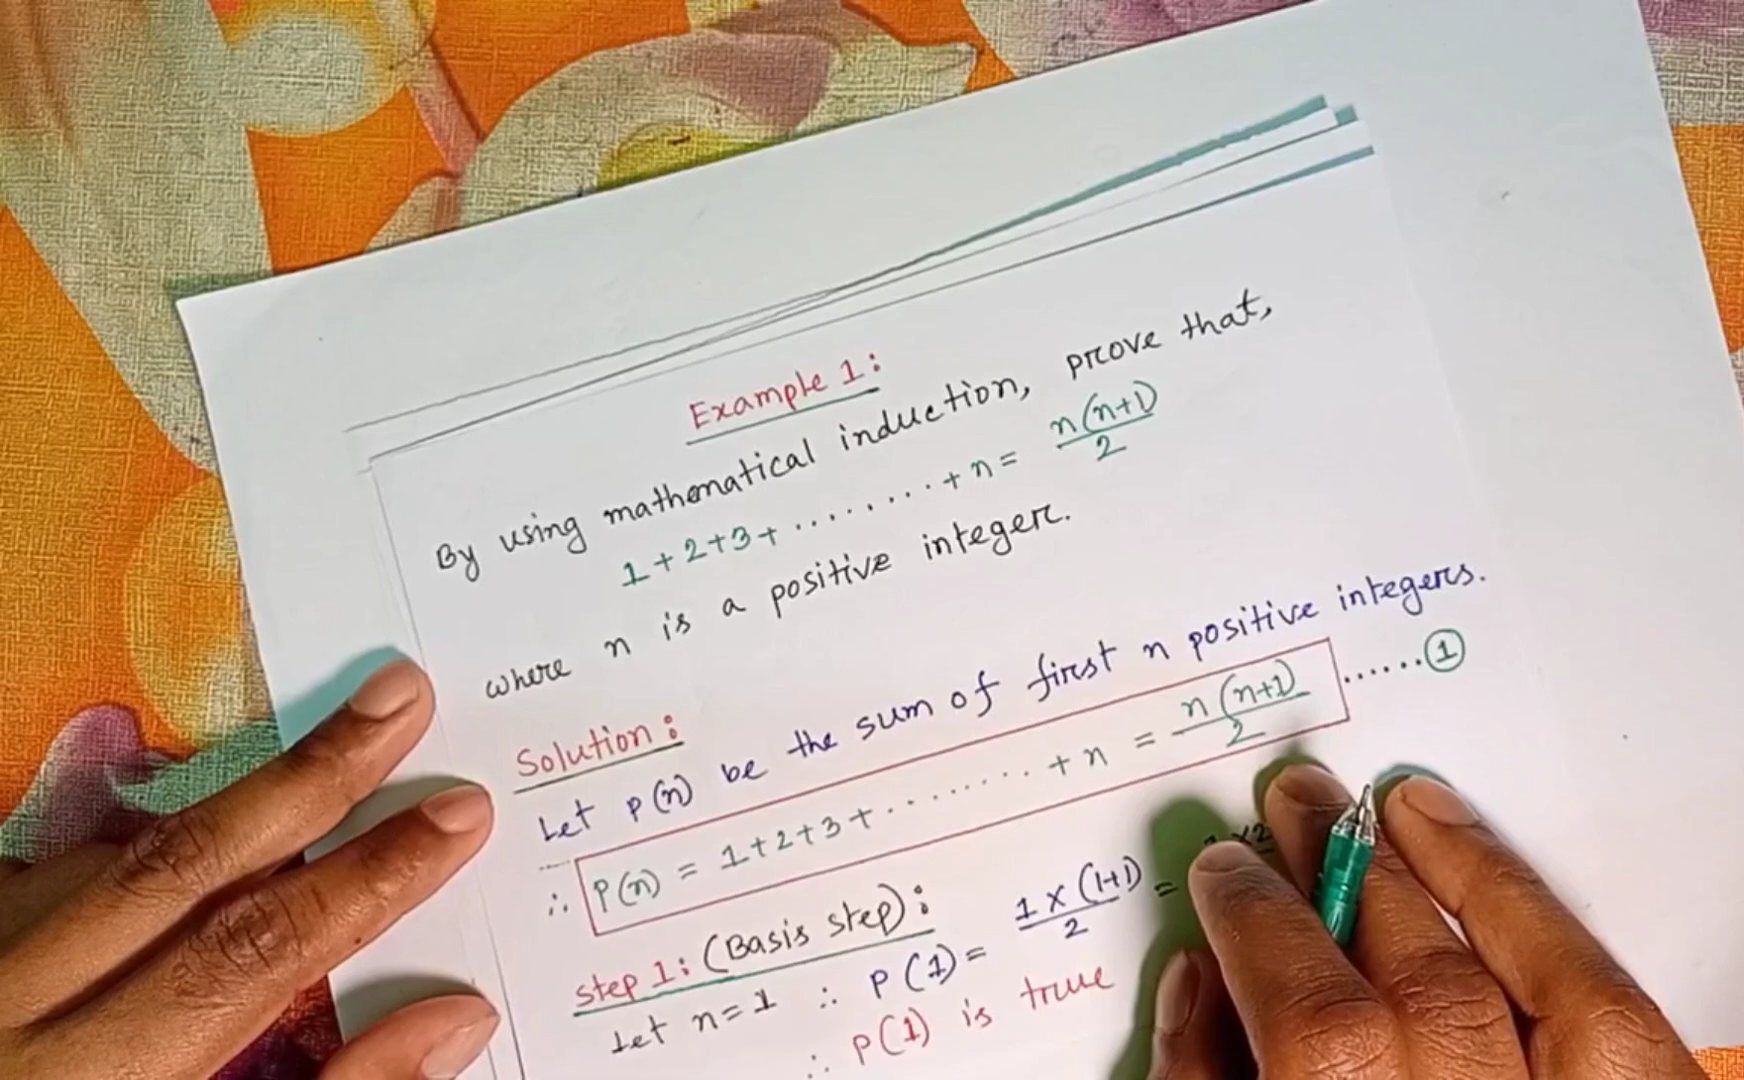 Example 1:
By using mathematical induction, prove that,
1+2+3+.........+n = n(n+1)/2
where n is a positive integer.
Solution:
Let P(n) be the sum of first n positive integers.
∴ P(n) = 1+2+3+.........+n = n(n+1)/2 ......①
Step 1: (Basis step):
Let n=1 ∴ P(1)= 1×(1+1)/2 =
∴ P(1) is true